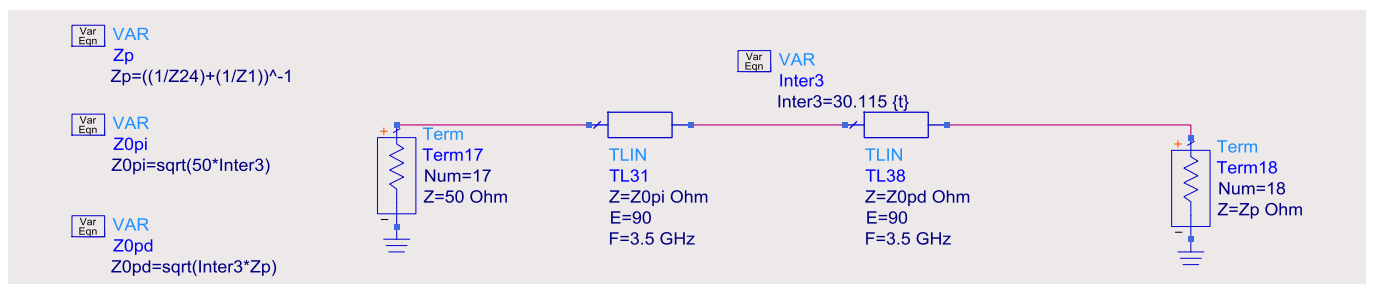 Var
Eqn
VAR
Zp
Zp=((1/Z24)+(1/Z1))^-1
Var
Eqn
VAR
Z0pi
Z0pi=sqrt(50*Inter3)
Var
Eqn
VAR
Z0pd
Z0pd=sqrt(Inter3*Zp)
Var
Eqn
VAR
Inter3
Inter3=30.115 {t}
+
Term
Term17
Num=17
Z=50 Ohm
−
TLIN
TL31
Z=Z0pi Ohm
E=90
F=3.5 GHz
TLIN
TL38
Z=Z0pd Ohm
E=90
F=3.5 GHz
+
Term
Term18
Num=18
Z=Zp Ohm
−